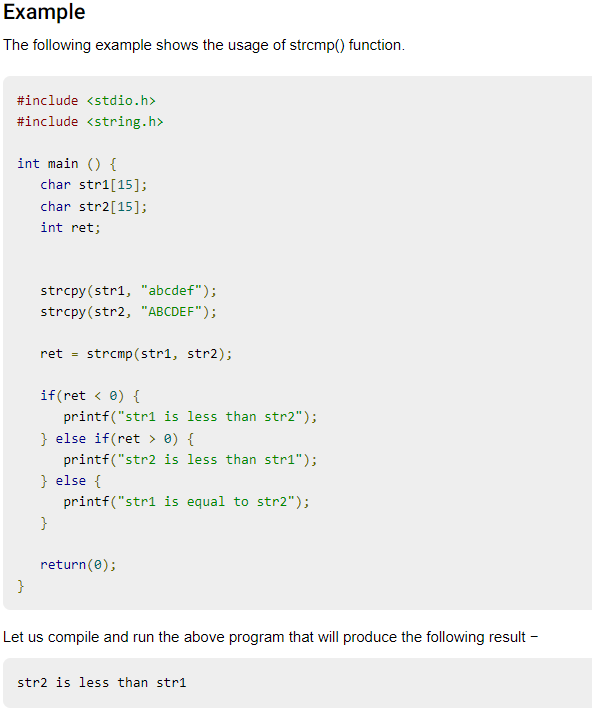 Example
The following example shows the usage of strcmp() function.
#include <stdio.h>
#include <string.h>
int main () {
char str1[15];
char str2[15];
int ret;
strcpy(str1, "abcdef");
strcpy(str2, "ABCDEF");
ret = strcmp(str1, str2);
if(ret < 0) {
printf("str1 is less than str2");
} else if(ret > 0) {
printf("str2 is less than str1");
} else {
printf("str1 is equal to str2");
}
return(0);
}
Let us compile and run the above program that will produce the following result −
str2 is less than str1